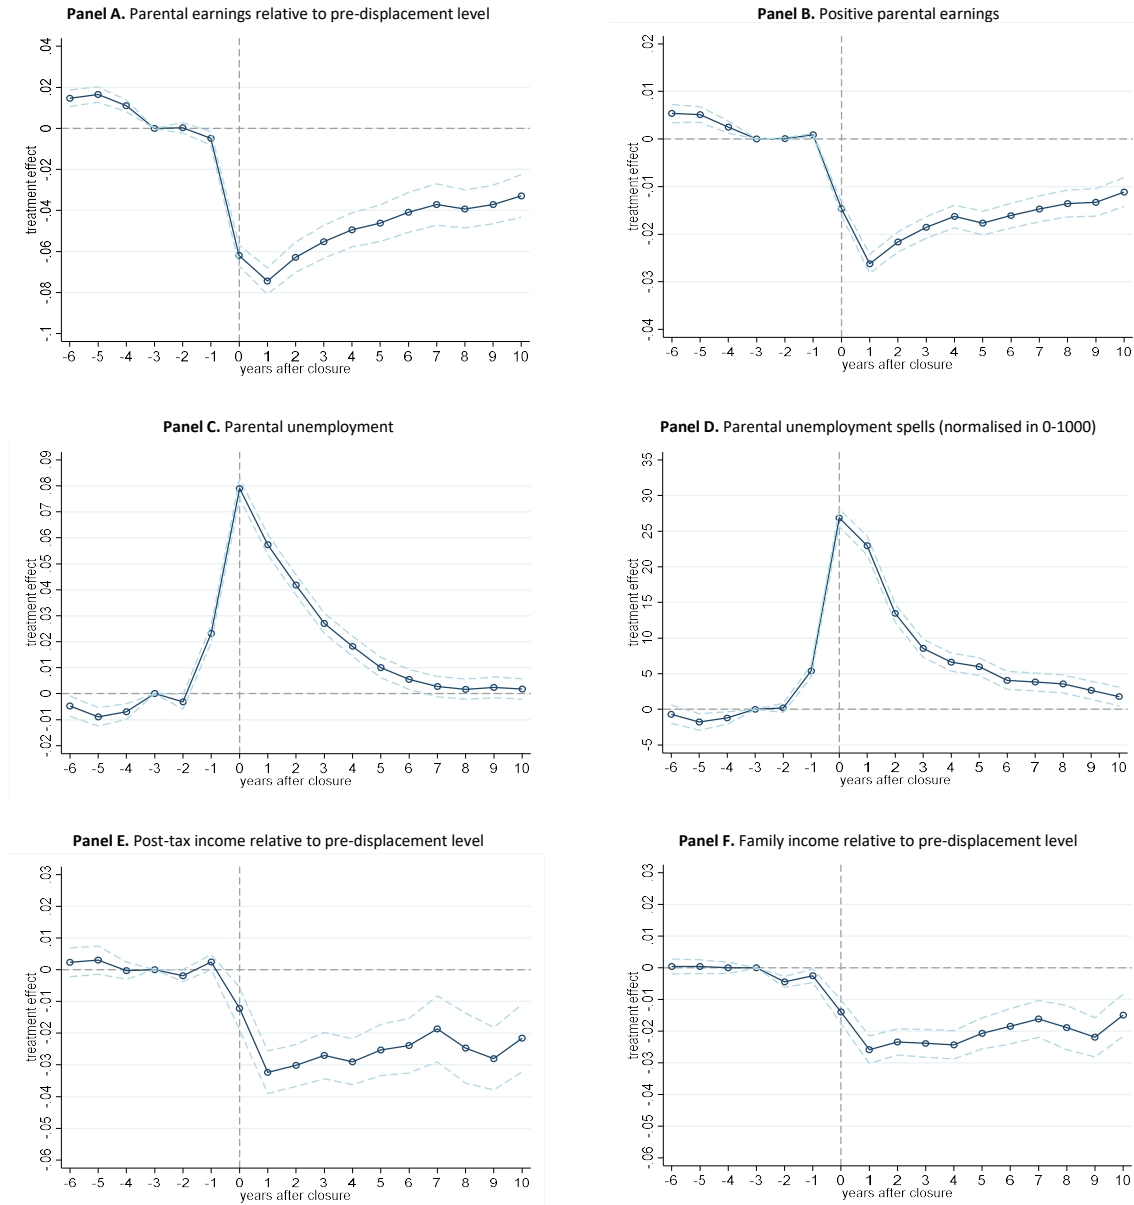 Panel A. Parental earnings relative to pre-displacement level
treatment effect
.04
.02
0
-.02
-.04
-.06
-.08
-.1
-6 -5 -4 -3 -2 -1 0 1 2 3 4 5 6 7 8 9 10
years after closure
Panel B. Positive parental earnings
treatment effect
.02
.01
0
-.01
-.02
-.03
-.04
-6 -5 -4 -3 -2 -1 0 1 2 3 4 5 6 7 8 9 10
years after closure
Panel C. Parental unemployment
treatment effect
.09
.08
.07
.06
.05
.04
.03
.02
.01
0
-.01
-.02
-6 -5 -4 -3 -2 -1 0 1 2 3 4 5 6 7 8 9 10
years after closure
Panel D. Parental unemployment spells (normalised in 0-1000)
treatment effect
35
30
25
20
15
10
5
0
-5
-6 -5 -4 -3 -2 -1 0 1 2 3 4 5 6 7 8 9 10
years after closure
Panel E. Post-tax income relative to pre-displacement level
treatment effect
.03
.02
.01
0
-.01
-.02
-.03
-.04
-.05
-.06
-6 -5 -4 -3 -2 -1 0 1 2 3 4 5 6 7 8 9 10
years after closure
Panel F. Family income relative to pre-displacement level
treatment effect
.03
.02
.01
0
-.01
-.02
-.03
-.04
-.05
-.06
-6 -5 -4 -3 -2 -1 0 1 2 3 4 5 6 7 8 9 10
years after closure